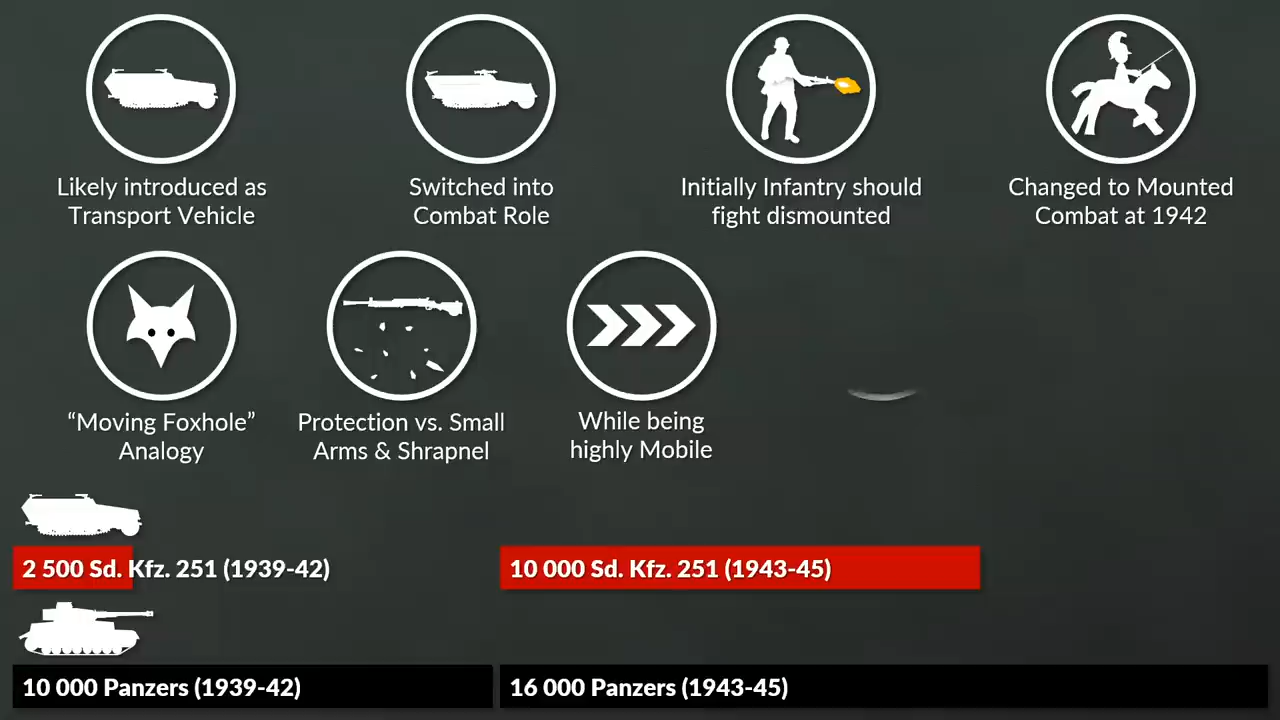 Likely introduced as
Transport Vehicle
Switched into
Combat Role
Initially Infantry should
fight dismounted
Changed to Mounted
Combat at 1942
“Moving Foxhole”
Analogy
Protection vs. Small
Arms & Shrapnel
While being
highly Mobile
2 500 Sd. Kfz. 251 (1939-42)
10 000 Sd. Kfz. 251 (1943-45)
10 000 Panzers (1939-42)
16 000 Panzers (1943-45)